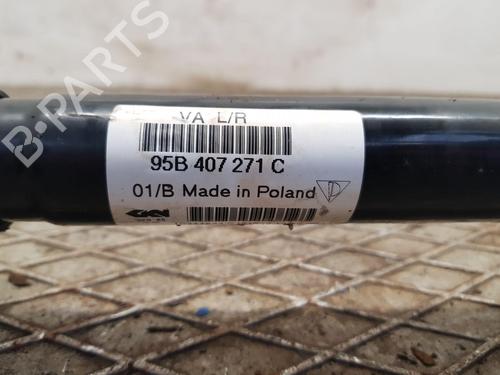 B-PARTS
VA L/R
95B 407 271 C
01/B Made in Poland
GKN